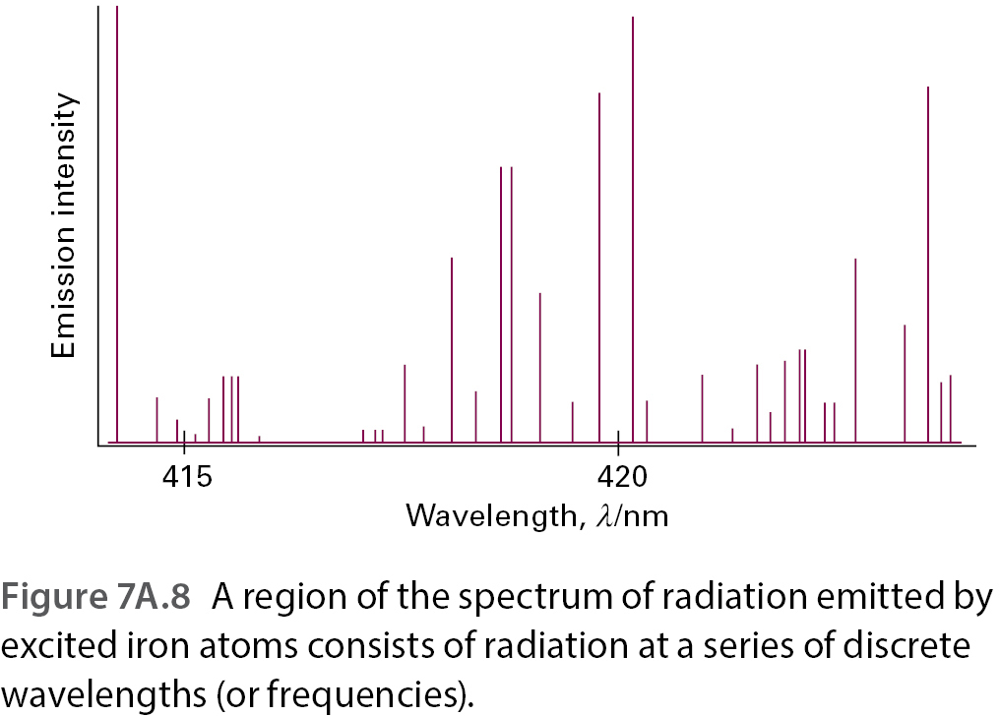 Emission intensity
415
420
Wavelength, λ/nm
Figure 7A.8 A region of the spectrum of radiation emitted by
excited iron atoms consists of radiation at a series of discrete
wavelengths (or frequencies).